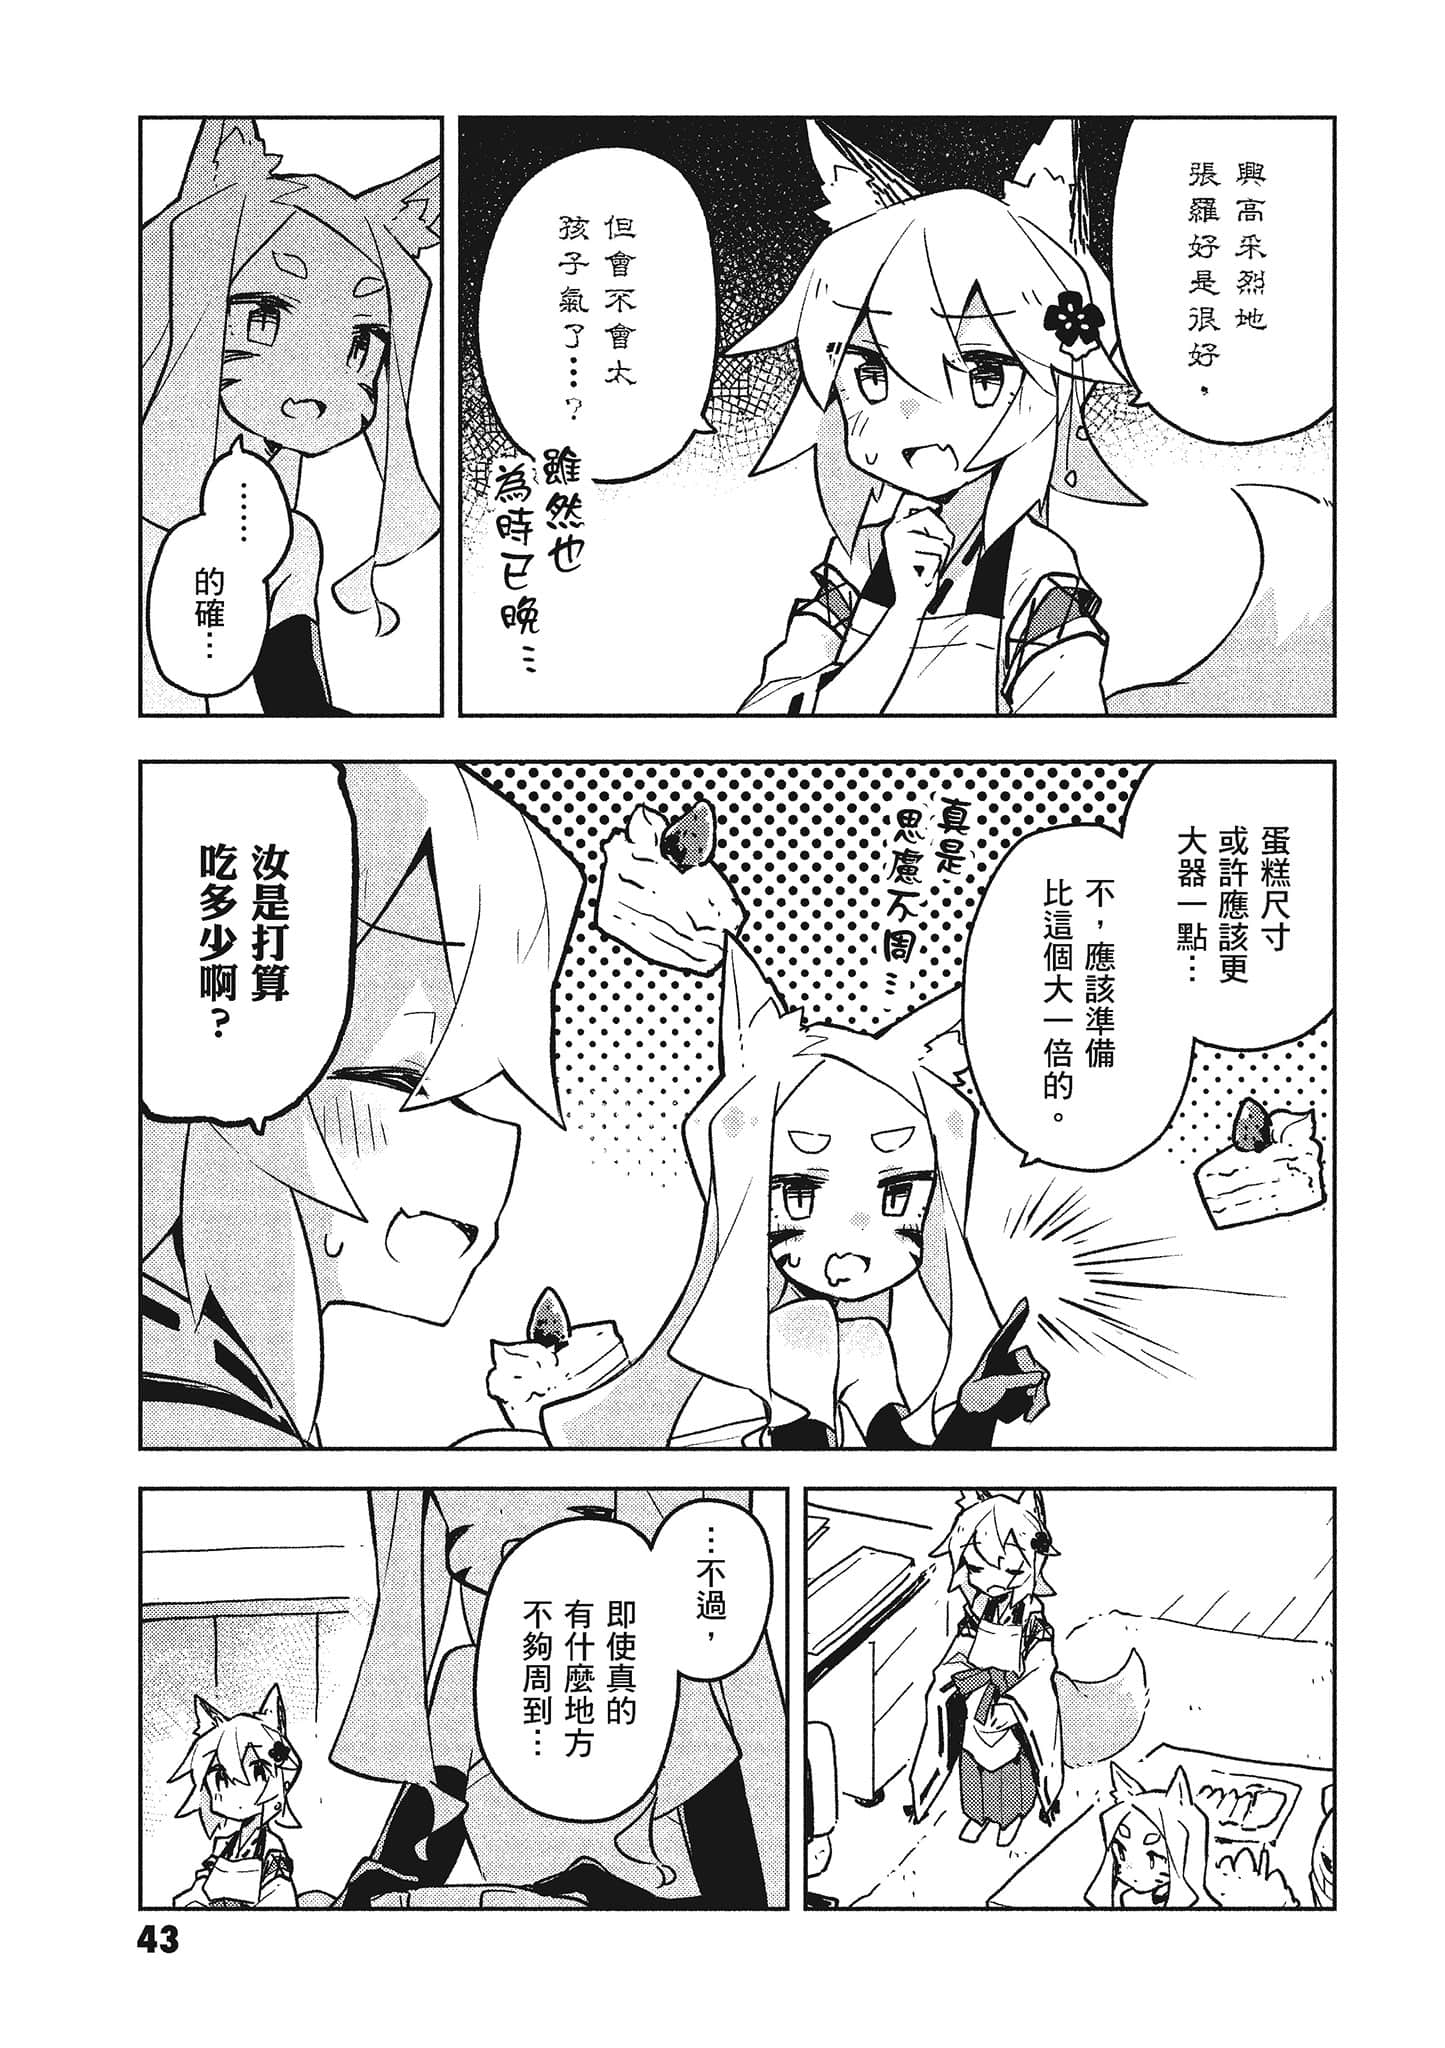 興高采烈地
張羅好是很好，
但會不會太
孩子氣了…？
雖然也
為時已晚…
……
的確…
蛋糕尺寸
或許應該更
大器一點…
不，應該準備
比這個大一倍的。
真是
思慮不周…
汝是打算
吃多少啊？
…不過，
即使真的
有什麼地方
不夠周到…
43